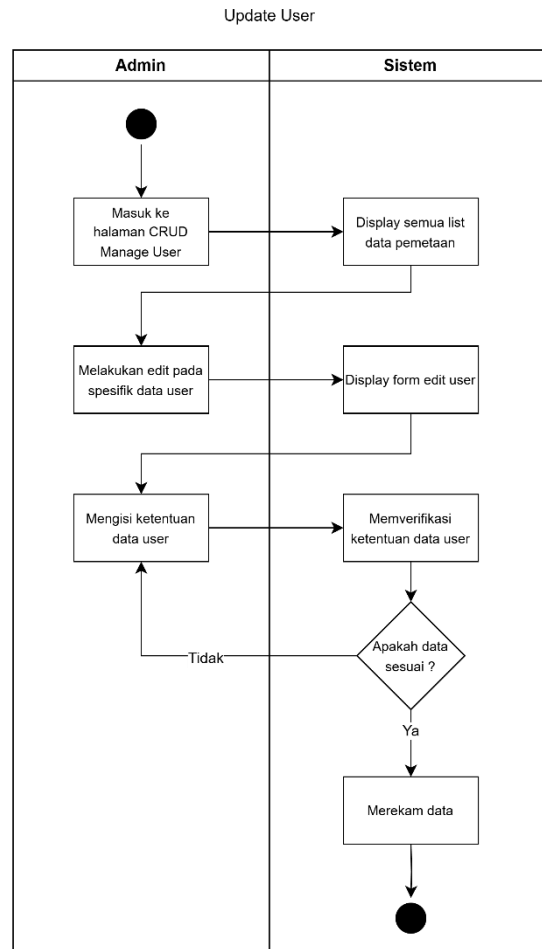 Update User
Admin
Sistem
Masuk ke
halaman CRUD
Manage User
Display semua list
data pemetaan
Melakukan edit pada
spesifik data user
Display form edit user
Mengisi ketentuan
data user
Memverifikasi
ketentuan data user
Apakah data
sesuai ?
Tidak
Ya
Merekam data